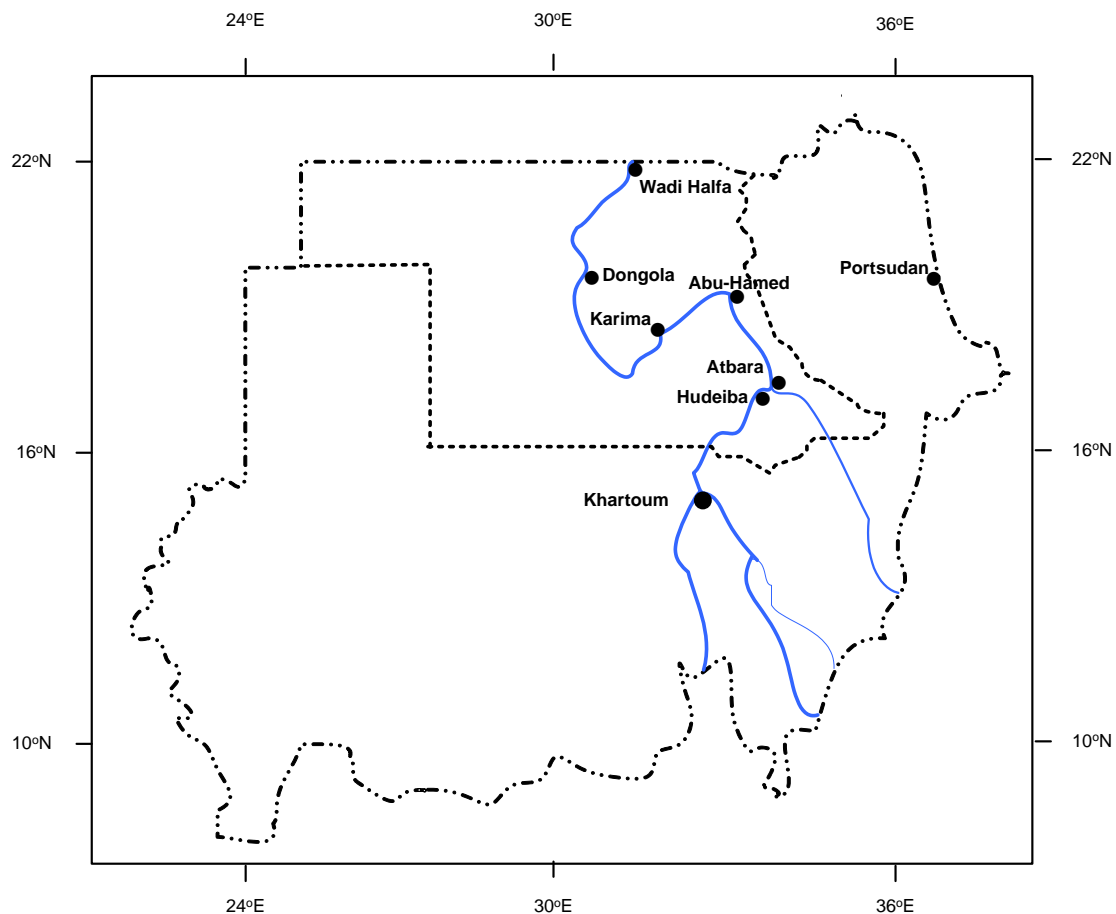 24ºE
30ºE
36ºE
22ºN
22ºN
Wadi Halfa
Portsudan
Dongola
Abu-Hamed
Karima
Atbara
Hudeiba
16ºN
16ºN
Khartoum
10ºN
10ºN
24ºE
30ºE
36ºE